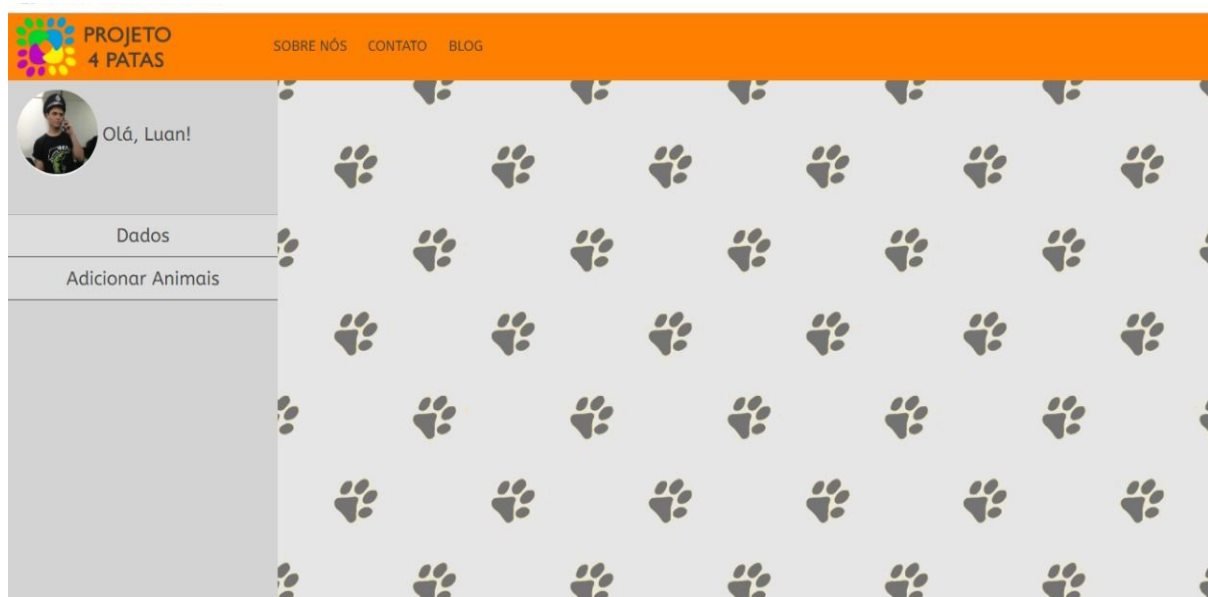 PROJETO
4 PATAS
SOBRE NÓS CONTATO BLOG
Olá, Luan!
Dados
Adicionar Animais